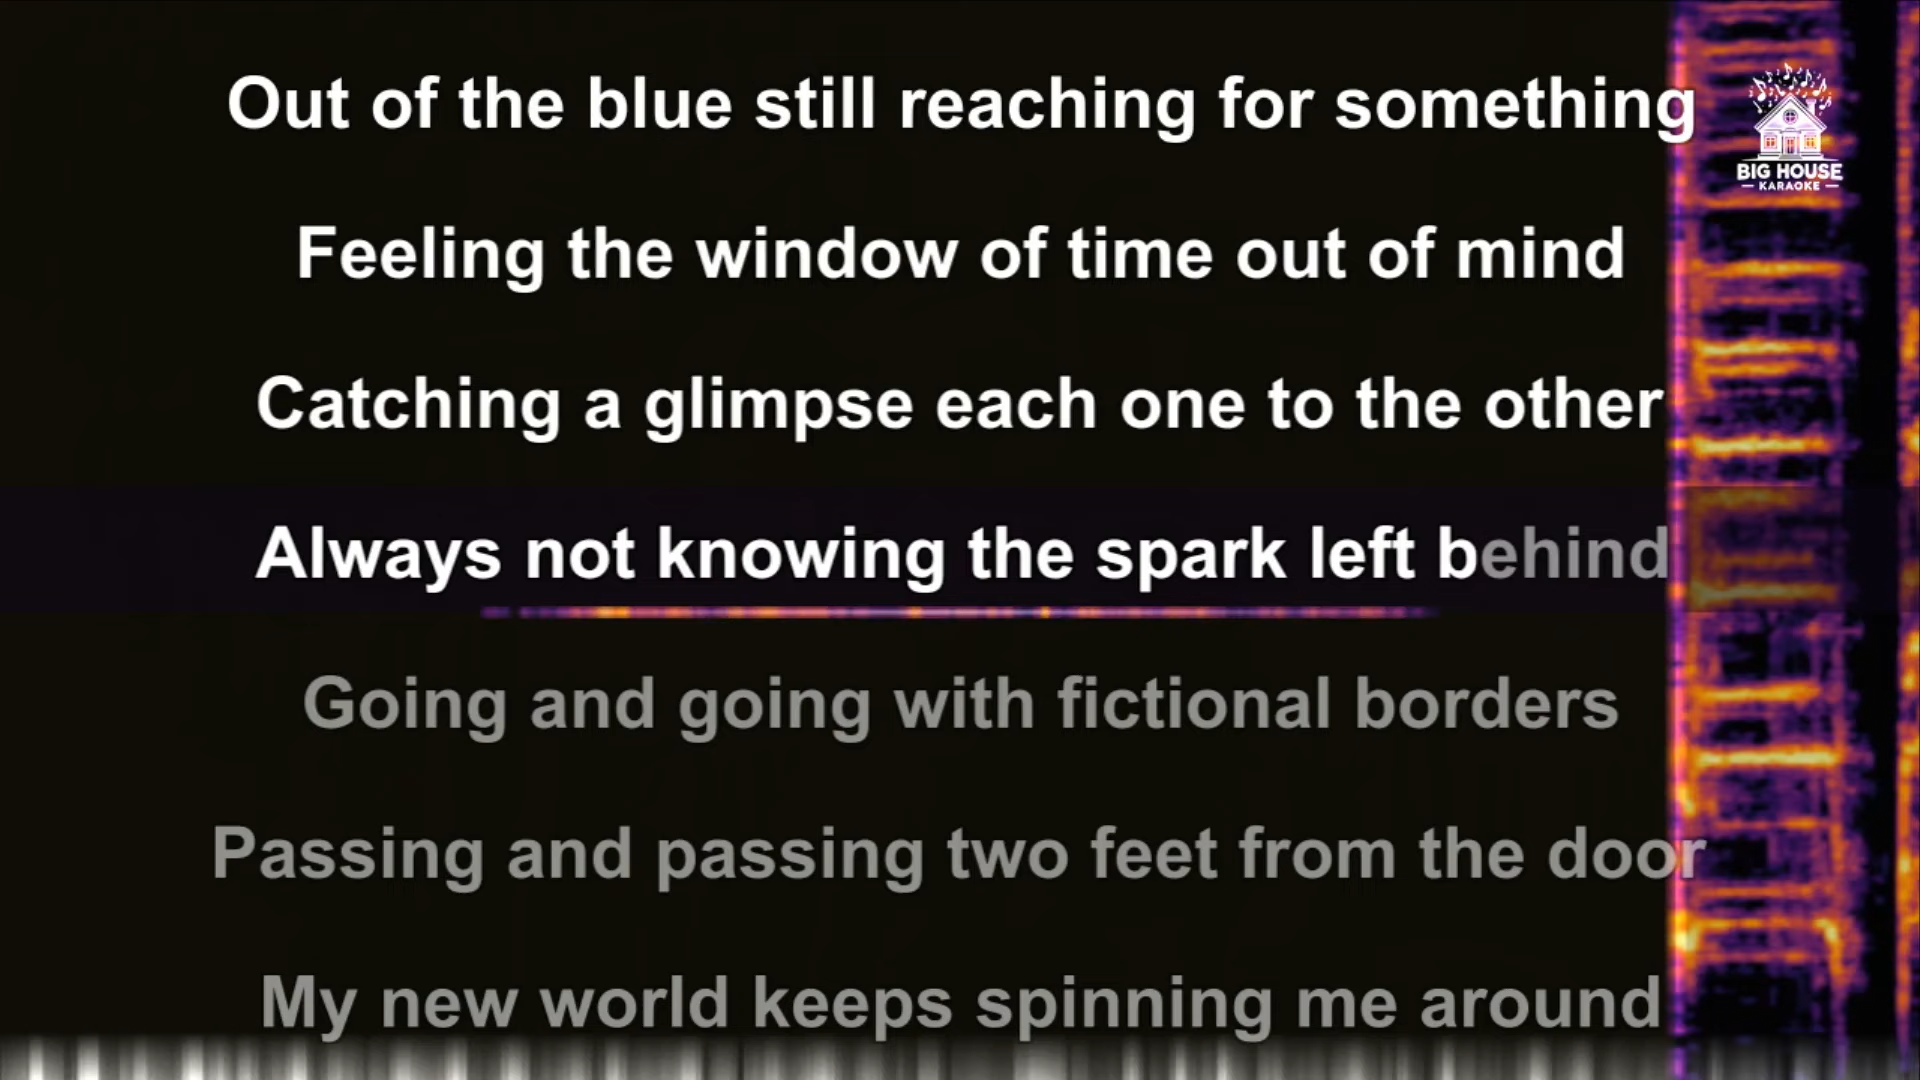 Out of the blue still reaching for something
Feeling the window of time out of mind
Catching a glimpse each one to the other
Always not knowing the spark left behind
Going and going with fictional borders
Passing and passing two feet from the door
My new world keeps spinning me around
BIG HOUSE
KARAOKE